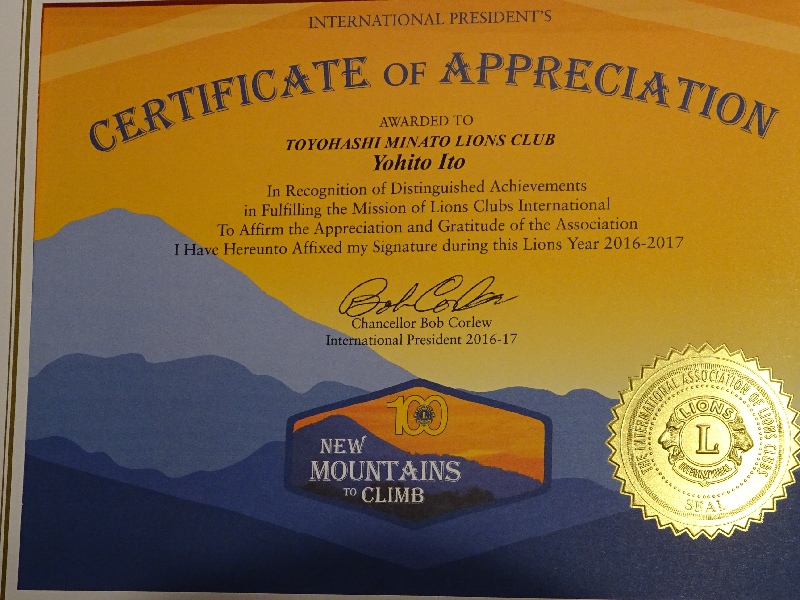 INTERNATIONAL PRESIDENT'S
CERTIFICATE OF APPRECIATION
AWARDED TO
TOYOHASHI MINATO LIONS CLUB
Yohito Ito
In Recognition of Distinguished Achievements
in Fulfilling the Mission of Lions Clubs International
To Affirm the Appreciation and Gratitude of the Association
I Have Hereunto Affixed my Signature during this Lions Year 2016-2017
Bob Corlew
Chancellor Bob Corlew
International President 2016-17
100
L
NEW
MOUNTAINS
TO CLIMB
THE INTERNATIONAL ASSOCIATION OF LIONS CLUBS
LIONS
L
INTERNATIONAL
SEAL